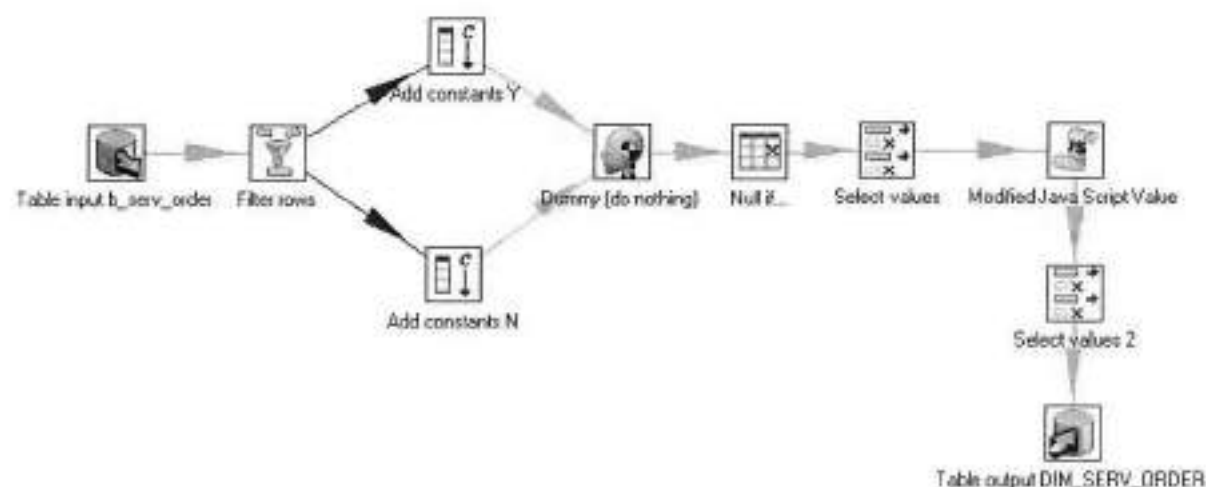 Add constants Y
Table input b_serv_order
Filter rows
Dummy (do nothing)
Null if...
Select values
Modified Java Script Value
Add constants N
Select values 2
Table output DIM_SERV_ORDER